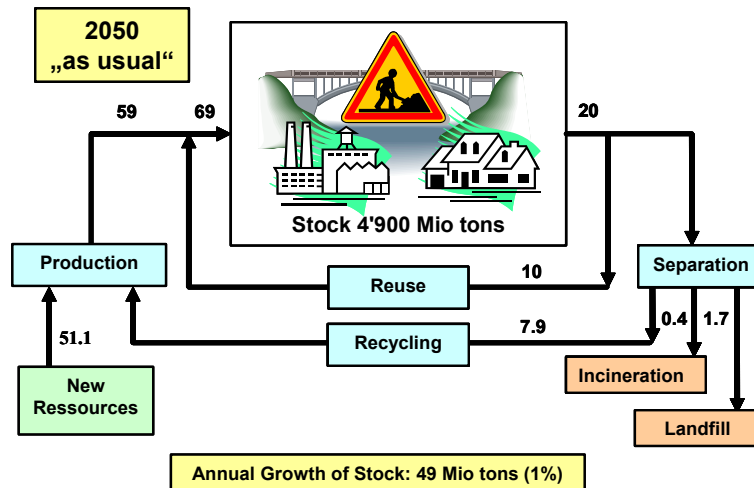 2050
„as usual“
59
69
20
Stock 4'900 Mio tons
Production
Reuse
10
Separation
51.1
Recycling
7.9
0.4
1.7
New
Ressources
Incineration
Landfill
Annual Growth of Stock: 49 Mio tons (1%)